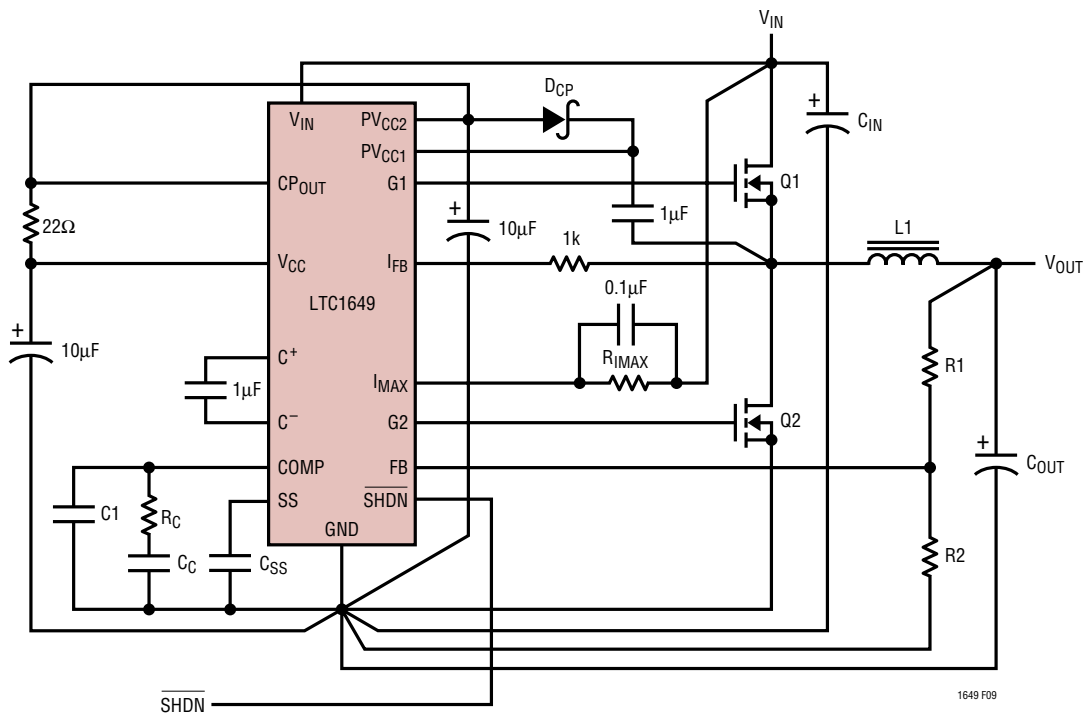 V_IN
D_CP
V_IN
PV_CC2
+
C_IN
PV_CC1
CP_OUT
G1
Q1
+
10µF
1µF
22Ω
L1
1k
V_CC
I_FB
V_OUT
LTC1649
0.1µF
+
10µF
C+
R_IMAX
R1
1µF
I_MAX
C−
G2
Q2
+
COMP
FB
C_OUT
C1
R_C
SS
SHDN
GND
C_C
C_SS
R2
SHDN
1649 F09